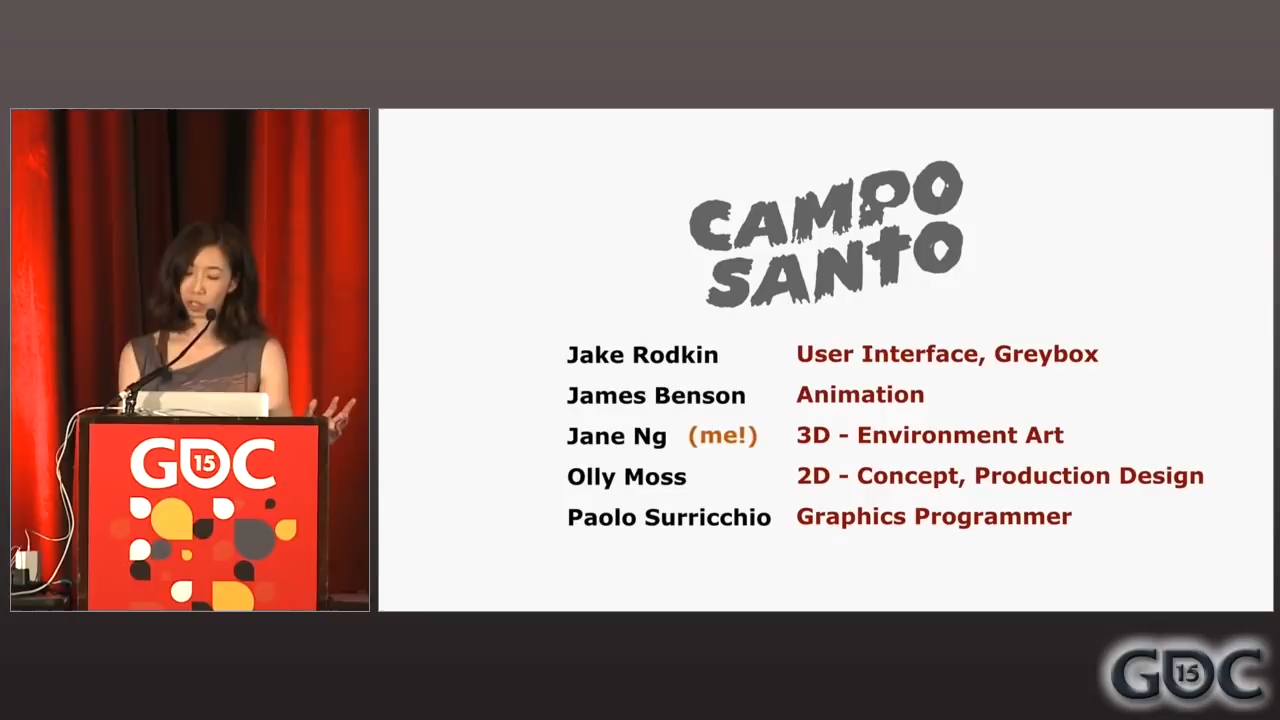 CAMPO
SANTO
Jake Rodkin User Interface, Greybox
James Benson Animation
Jane Ng (me!) 3D - Environment Art
Olly Moss 2D - Concept, Production Design
Paolo Surricchio Graphics Programmer
GDC 15
GDC 15